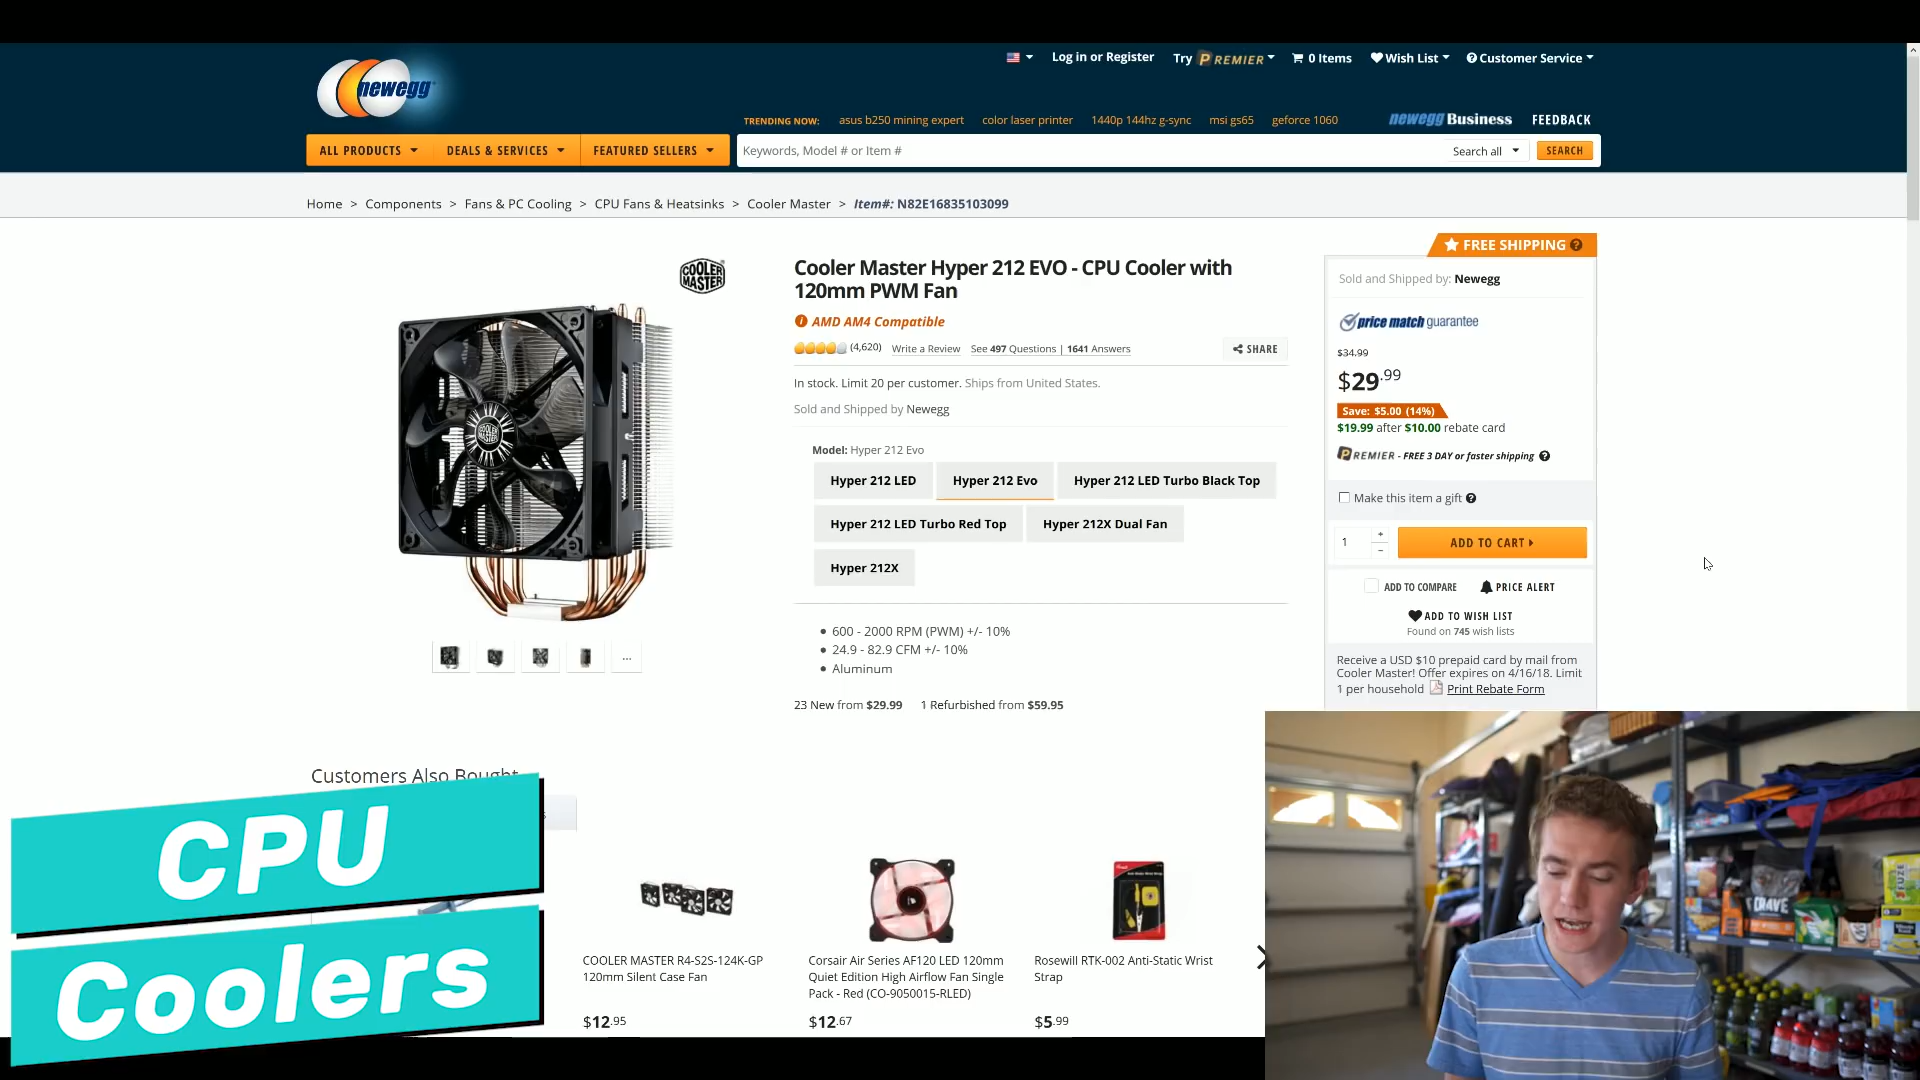 Log in or Register
Try PREMIER
0 Items
Wish List
Customer Service
newegg
TRENDING NOW: asus b250 mining expert color laser printer 1440p 144hz g-sync msi gs65 geforce 1060
newegg Business FEEDBACK
ALL PRODUCTS DEALS & SERVICES FEATURED SELLERS
Keywords, Model # or Item #
Search all
SEARCH
Home > Components > Fans & PC Cooling > CPU Fans & Heatsinks > Cooler Master > Item#: N82E16835103099
COOLER MASTER
Cooler Master Hyper 212 EVO - CPU Cooler with
120mm PWM Fan
AMD AM4 Compatible
(4,620) Write a Review See 497 Questions | 1641 Answers
SHARE
In stock. Limit 20 per customer. Ships from United States.
Sold and Shipped by Newegg
Model: Hyper 212 Evo
Hyper 212 LED Hyper 212 Evo Hyper 212 LED Turbo Black Top
Hyper 212 LED Turbo Red Top Hyper 212X Dual Fan
Hyper 212X
• 600 - 2000 RPM (PWM) +/- 10%
• 24.9 - 82.9 CFM +/- 10%
• Aluminum
23 New from $29.99 1 Refurbished from $59.95
FREE SHIPPING
Sold and Shipped by: Newegg
price match guarantee
$34.99
$29.99
Save: $5.00 (14%)
$19.99 after $10.00 rebate card
PREMIER - FREE 3 DAY or faster shipping
Make this item a gift
1 + −
ADD TO CART
ADD TO COMPARE PRICE ALERT
ADD TO WISH LIST
Found on 745 wish lists
Receive a USD $10 prepaid card by mail from
Cooler Master! Offer expires on 4/16/18. Limit
1 per household Print Rebate Form
Customers Also Bought
CPU
Coolers
COOLER MASTER R4-S2S-124K-GP
120mm Silent Case Fan
$12.95
Corsair Air Series AF120 LED 120mm
Quiet Edition High Airflow Fan Single
Pack - Red (CO-9050015-RLED)
$12.67
Rosewill RTK-002 Anti-Static Wrist
Strap
$5.99
CRAVE
FUZE